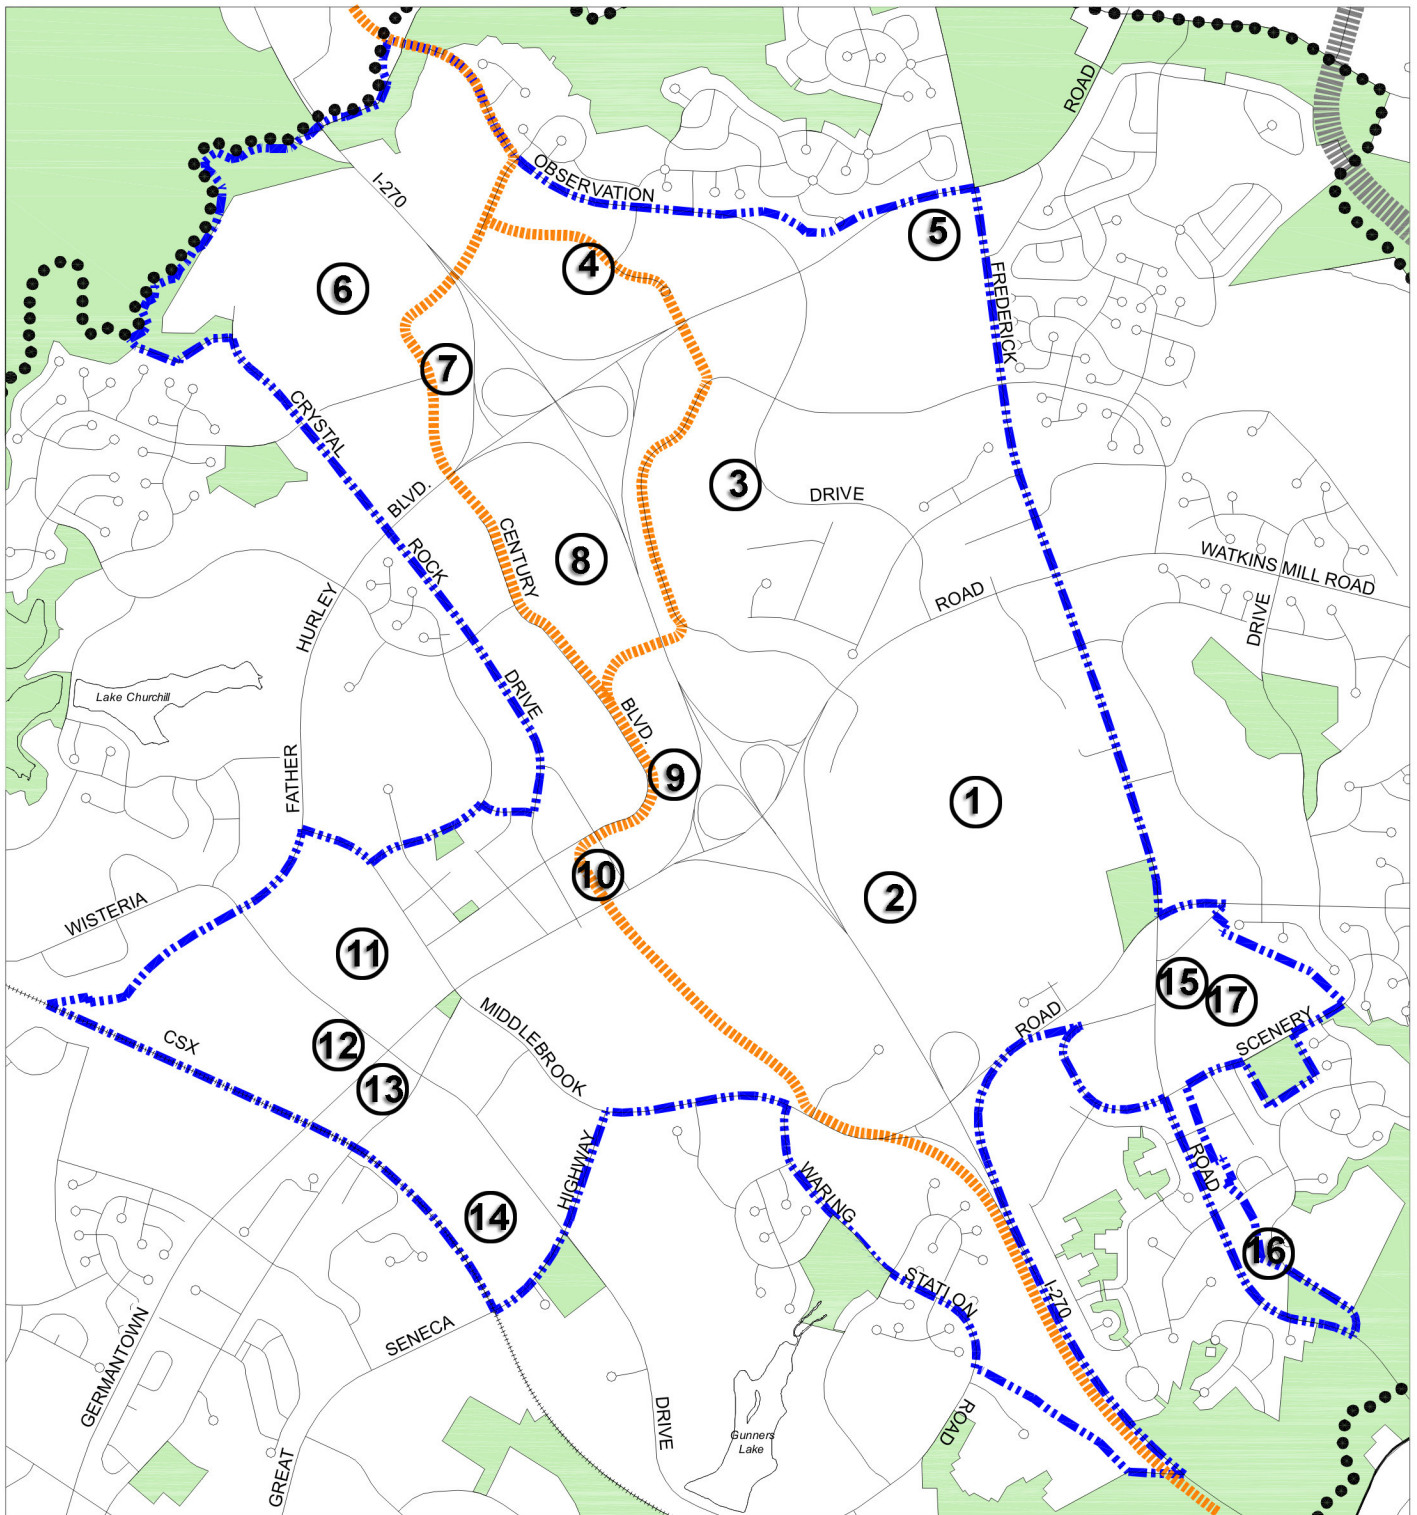 ROAD
I-270
OBSERVATION
5
4
6
FREDERICK
7
CRYSTAL
3
DRIVE
BLVD.
CENTURY
8
ROCK
WATKINS MILL ROAD
ROAD
HURLEY
DRIVE
Lake Churchill
DRIVE
BLVD.
FATHER
9
1
10
2
WISTERIA
11
15
17
MIDDLEBROOK
ROAD
SCENERY
CSX
12
13
HIGHWAY
ROAD
WARING
14
16
STATION
I-270
SENECA
GERMANTOWN
DRIVE
ROAD
Gunners
Lake
GREAT